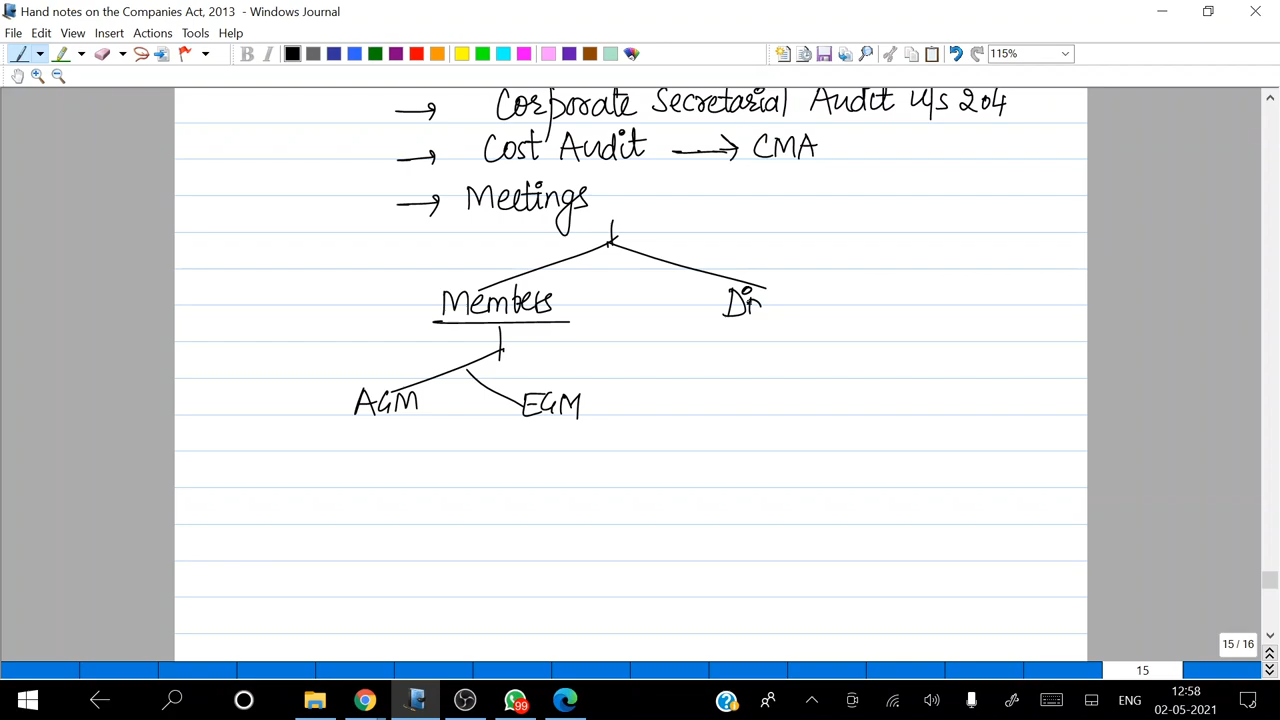 Hand notes on the Companies Act, 2013 - Windows Journal
File Edit View Insert Actions Tools Help
B I 115%
→ Corporate Secretarial Audit u/s 204
→ Cost Audit → CMA
→ Meetings
Members Dir
AGM EGM
15 / 16
15
99 ENG 12:58
02-05-2021